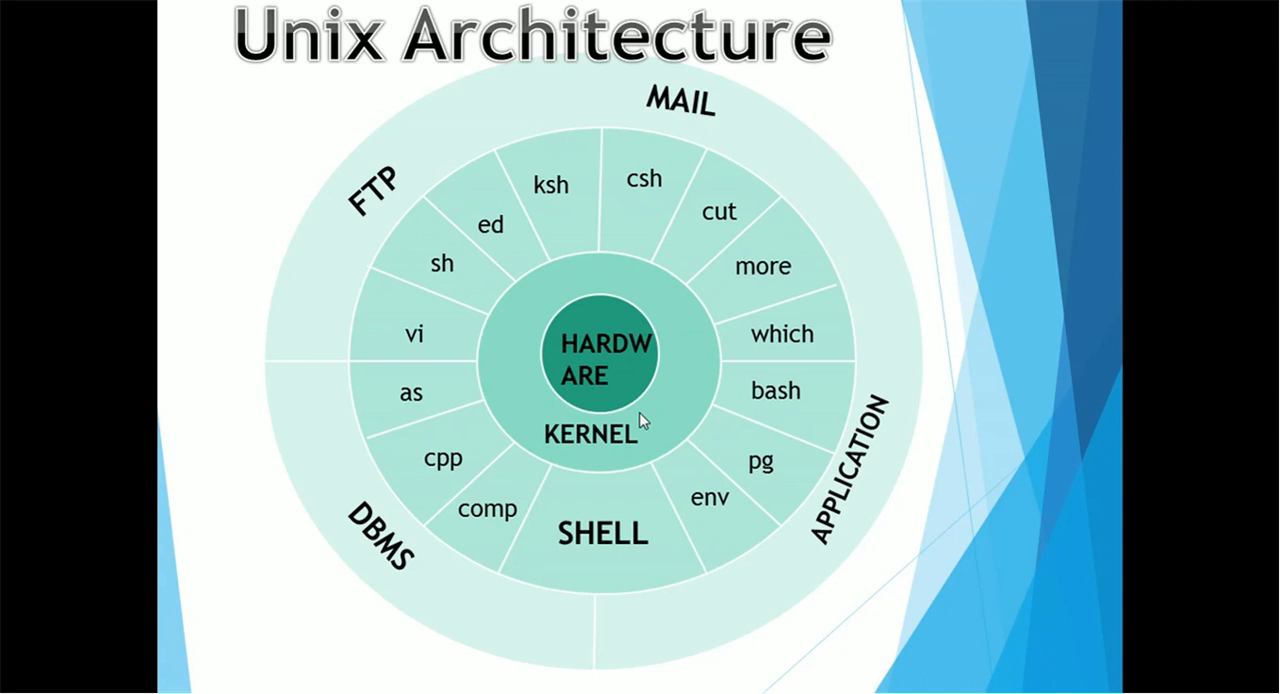 Unix Architecture
MAIL
FTP
ksh
csh
ed
cut
sh
more
vi
which
HARDW
ARE
as
bash
KERNEL
cpp
pg
APPLICATION
comp
env
SHELL
DBMS